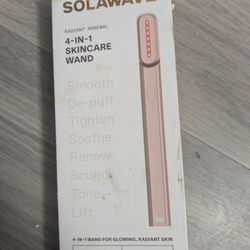 SOLAWAVE
RADIANT RENEWAL
4-IN-1
SKINCARE
WAND
Smooth
De-puff
Tighten
Soothe
Renew
Sculpt
Tone
Lift
4-IN-1 WAND FOR GLOWING, RADIANT SKIN